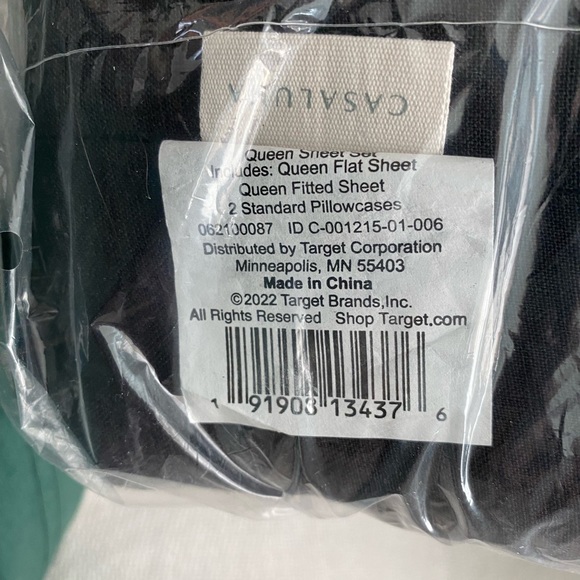 CASALUNA
Queen Sheet Set
Includes: Queen Flat Sheet
Queen Fitted Sheet
2 Standard Pillowcases
062100087 ID C-001215-01-006
Distributed by Target Corporation
Minneapolis, MN 55403
Made in China
©2022 Target Brands,Inc.
All Rights Reserved Shop Target.com
1 91908 13437 6